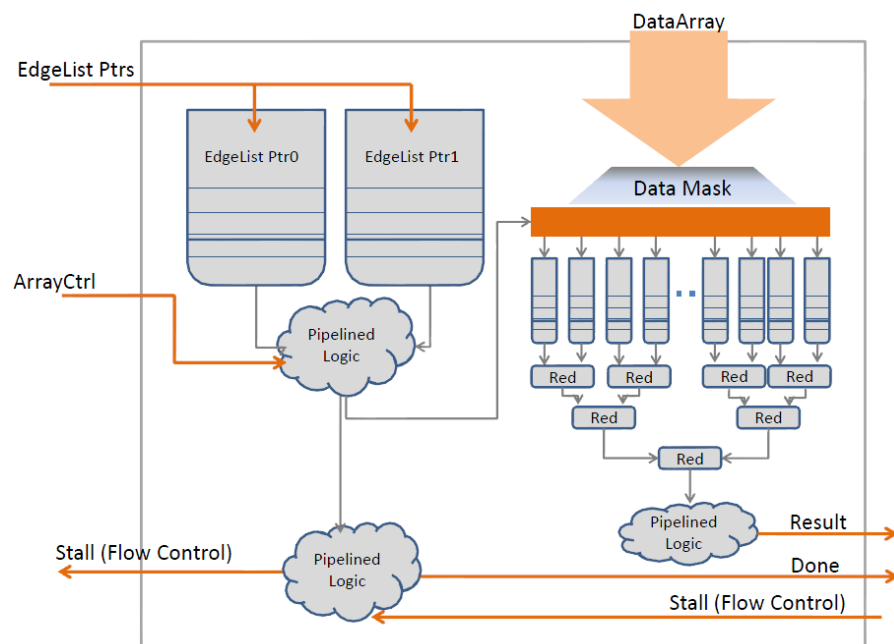 DataArray
EdgeList Ptrs
EdgeList Ptr0
EdgeList Ptr1
Data Mask
ArrayCtrl
Pipelined
Logic
Red
Red
Red
Red
Red
Red
Red
Pipelined
Logic
Result
Stall (Flow Control)
Pipelined
Logic
Done
Stall (Flow Control)